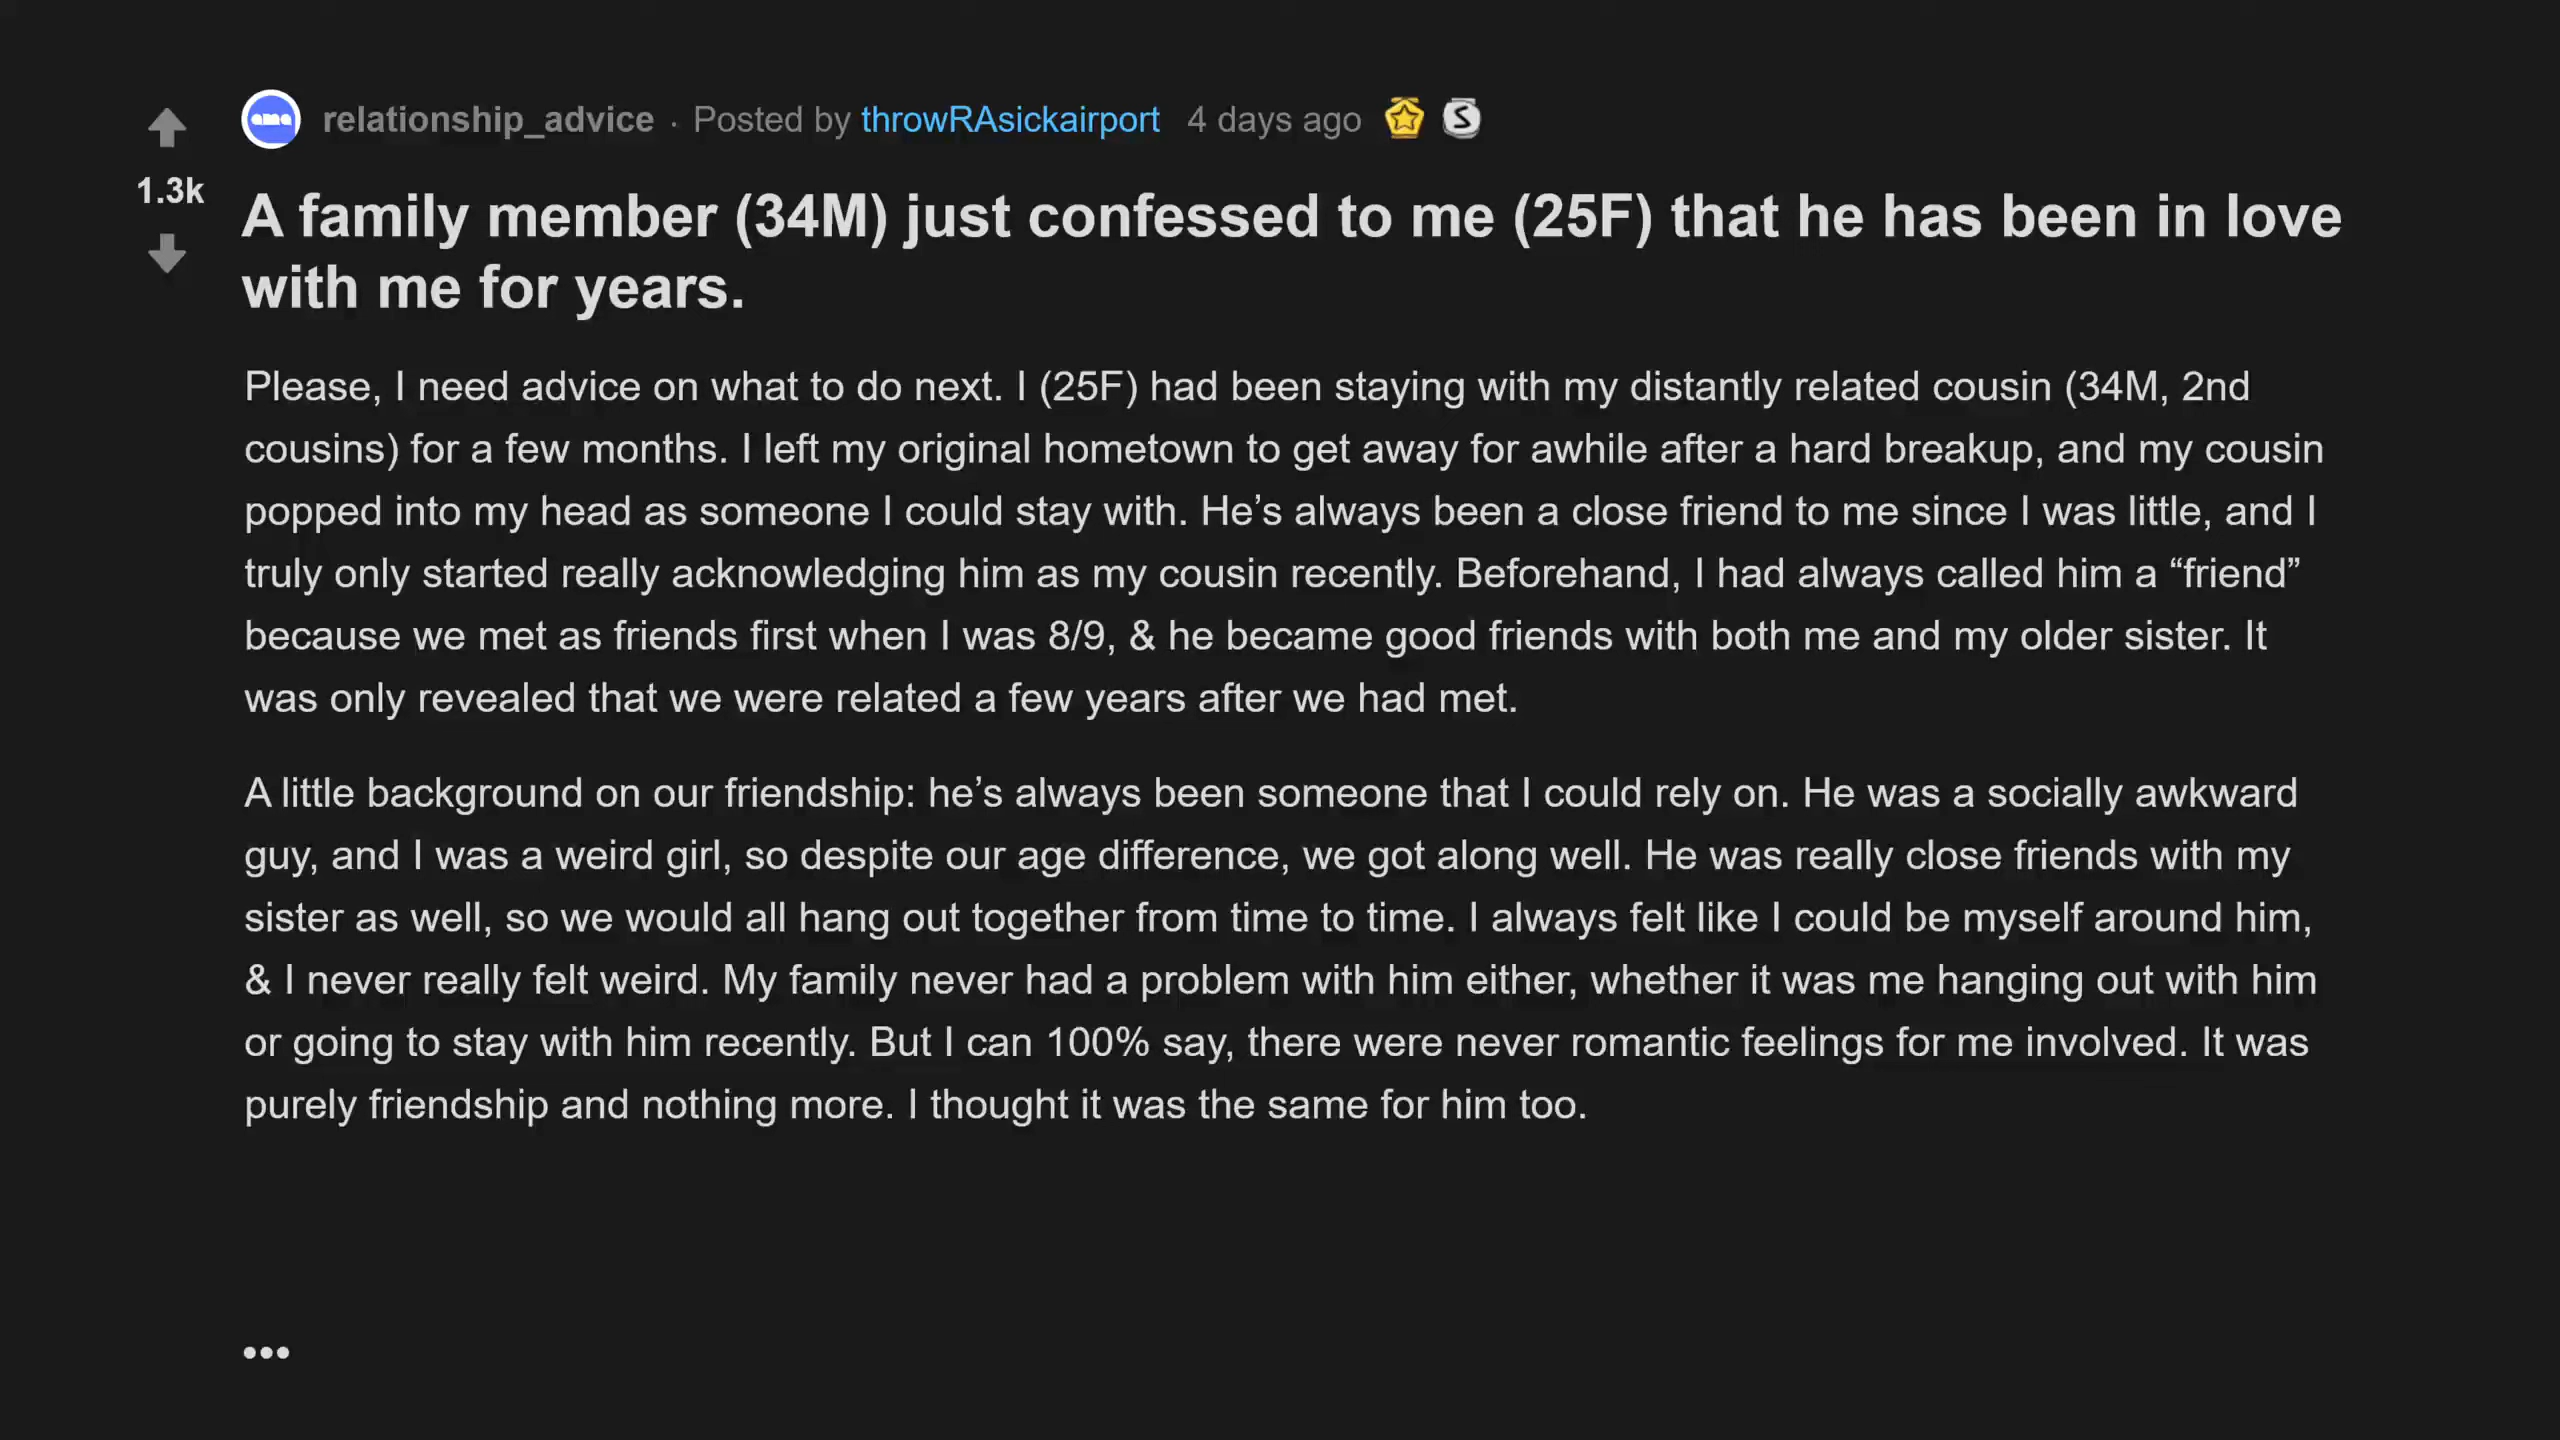 relationship_advice · Posted by throwRAsickairport 4 days ago
1.3k
A family member (34M) just confessed to me (25F) that he has been in love
with me for years.
Please, I need advice on what to do next. I (25F) had been staying with my distantly related cousin (34M, 2nd
cousins) for a few months. I left my original hometown to get away for awhile after a hard breakup, and my cousin
popped into my head as someone I could stay with. He’s always been a close friend to me since I was little, and I
truly only started really acknowledging him as my cousin recently. Beforehand, I had always called him a “friend”
because we met as friends first when I was 8/9, & he became good friends with both me and my older sister. It
was only revealed that we were related a few years after we had met.
A little background on our friendship: he’s always been someone that I could rely on. He was a socially awkward
guy, and I was a weird girl, so despite our age difference, we got along well. He was really close friends with my
sister as well, so we would all hang out together from time to time. I always felt like I could be myself around him,
& I never really felt weird. My family never had a problem with him either, whether it was me hanging out with him
or going to stay with him recently. But I can 100% say, there were never romantic feelings for me involved. It was
purely friendship and nothing more. I thought it was the same for him too.